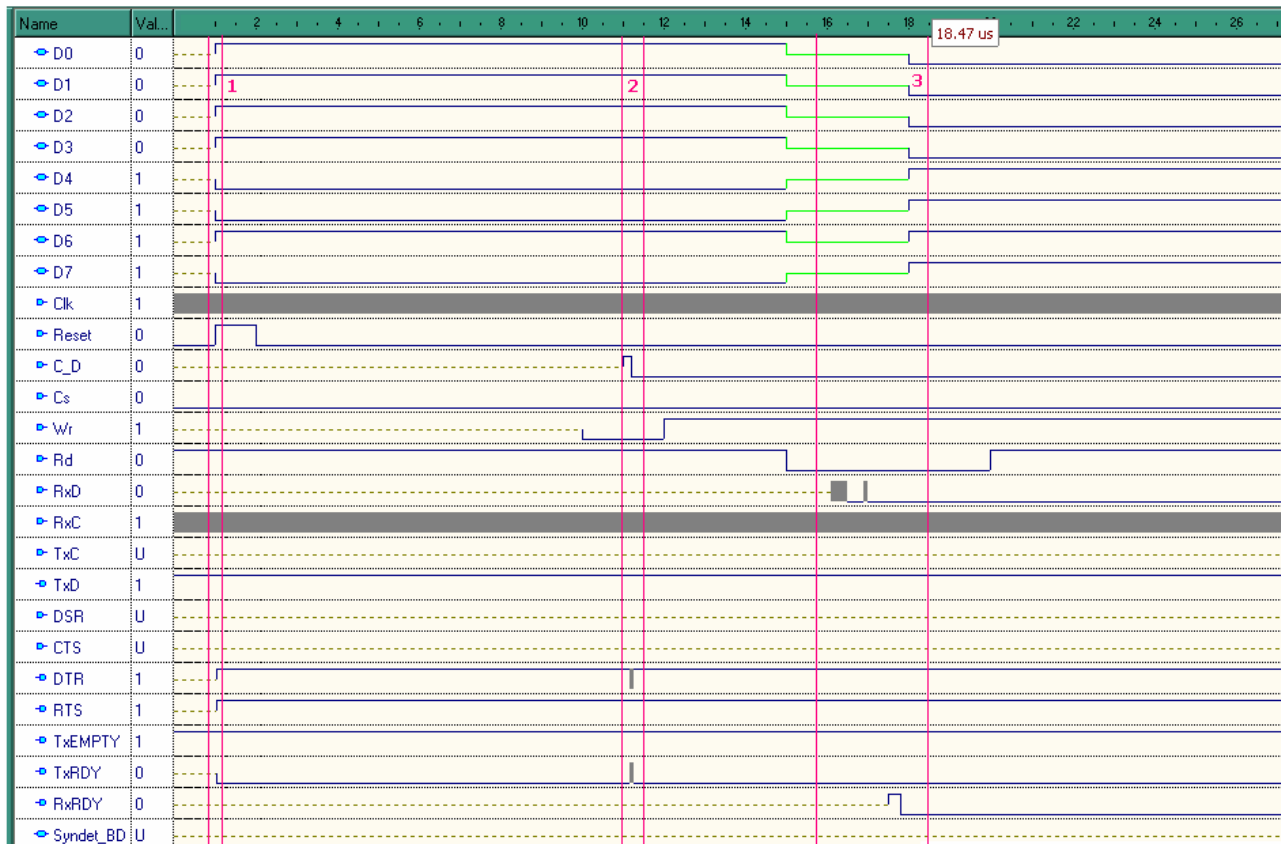 Name Val... 2 4 6 8 10 12 14 16 18 22 24 26
18.47 us
D0 0
D1 0 1 2 3
D2 0
D3 0
D4 1
D5 1
D6 1
D7 1
Clk 1
Reset 0
C_D 0
Cs 0
Wr 1
Rd 0
RxD 0
RxC 1
TxC U
TxD 1
DSR U
CTS U
DTR 1
RTS 1
TxEMPTY 1
TxRDY 0
RxRDY 0
Syndet_BD U